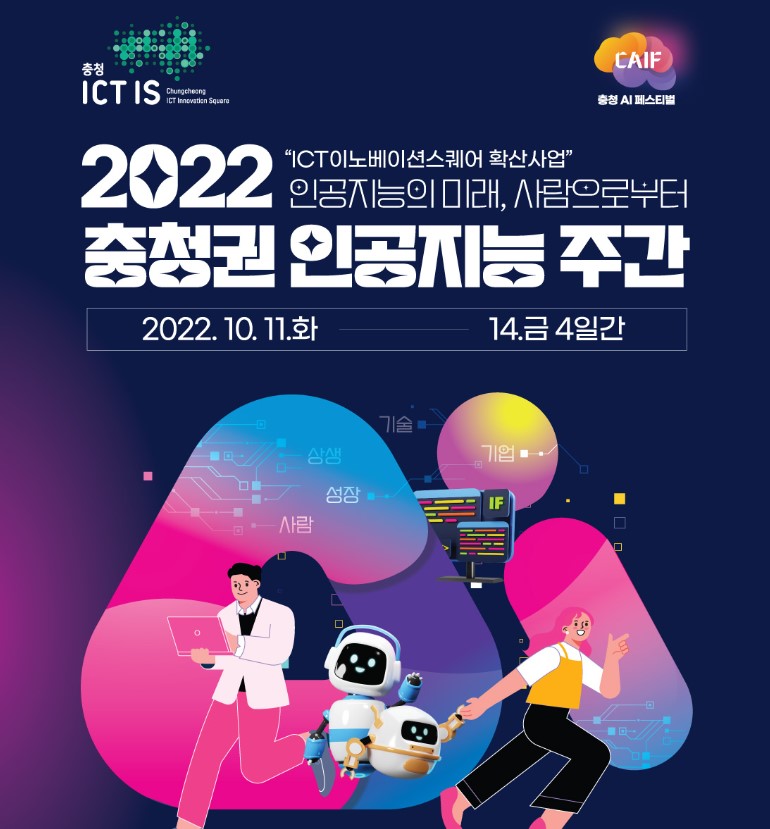 충청
ICT IS
Chungcheong
ICT Innovation Square
CAIF
충청 AI 페스티벌
2022
“ICT이노베이션스퀘어 확산사업”
인공지능의 미래, 사람으로부터
충청권 인공지능 주간
2022. 10. 11.화
14.금 4일간
기술
기업
상생
성장
사람
IF
>